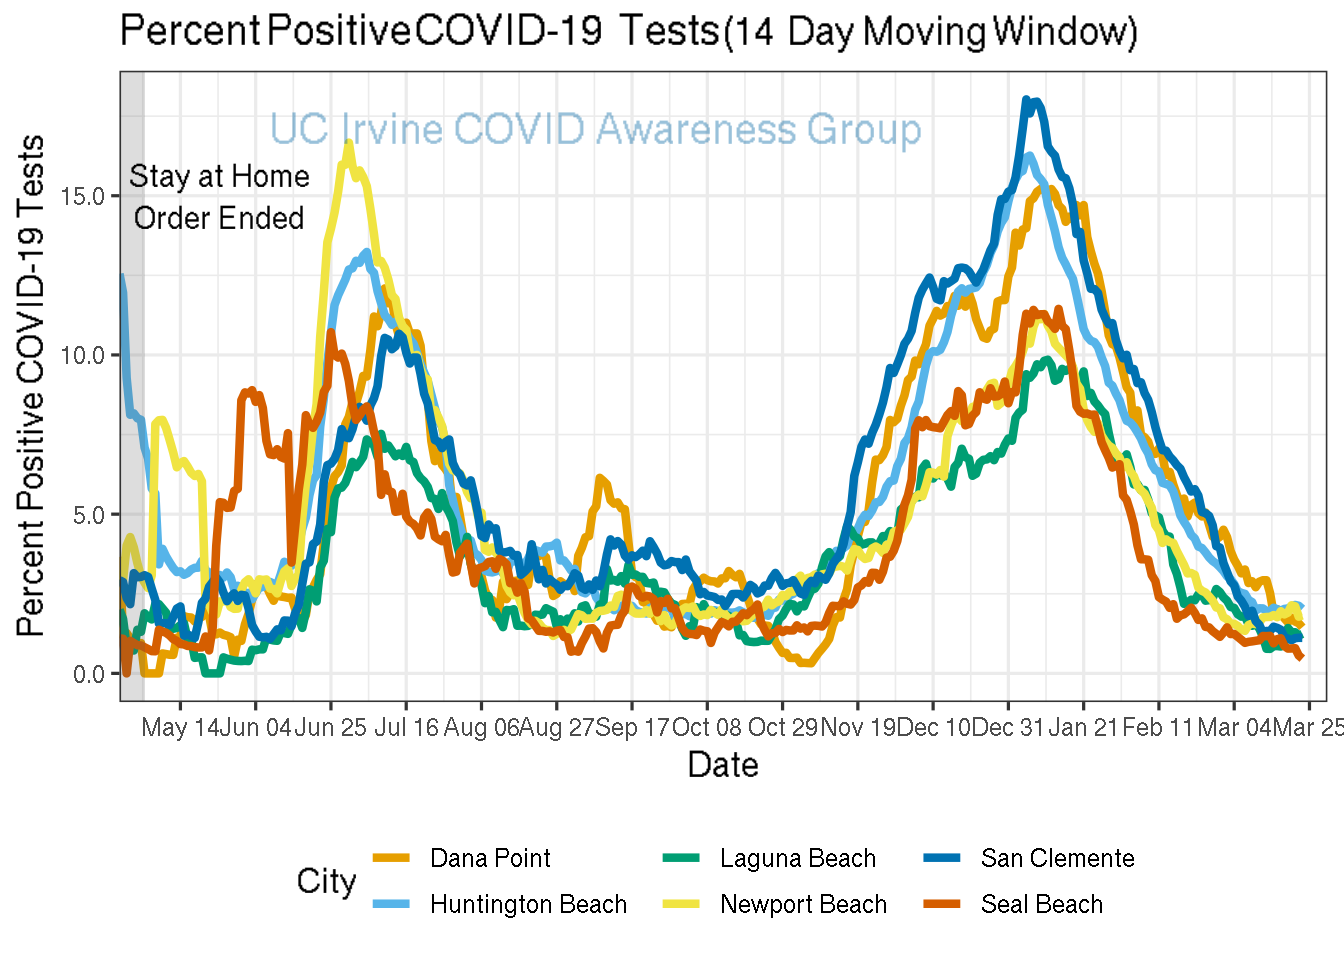 Percent Positive COVID-19 Tests(14 Day Moving Window)
UC Irvine COVID Awareness Group
Stay at Home
Order Ended
Percent Positive COVID-19 Tests
15.0
10.0
5.0
0.0
May 14 Jun 04 Jun 25 Jul 16 Aug 06 Aug 27 Sep 17 Oct 08 Oct 29 Nov 19 Dec 10 Dec 31 Jan 21 Feb 11 Mar 04 Mar 25
Date
City
Dana Point Laguna Beach San Clemente
Huntington Beach Newport Beach Seal Beach